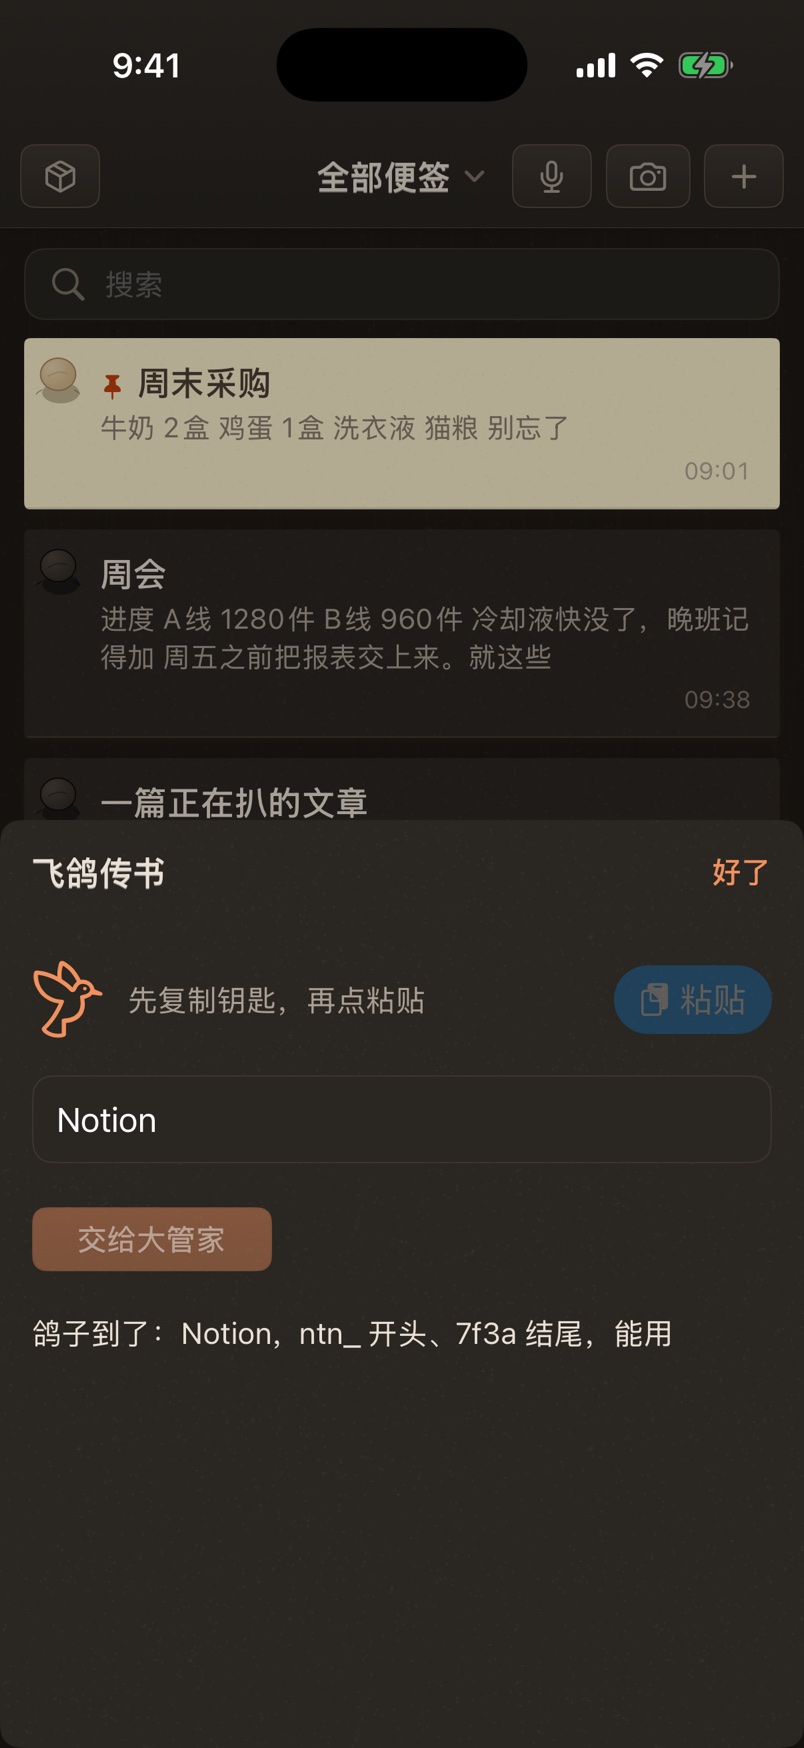 9:41
全部便签
搜索
周末采购
牛奶 2盒 鸡蛋 1盒 洗衣液 猫粮 别忘了
09:01
周会
进度 A线 1280件 B线 960件 冷却液快没了，晚班记
得加 周五之前把报表交上来。就这些
09:38
一篇正在扒的文章
飞鸽传书
好了
先复制钥匙，再点粘贴
粘贴
Notion
交给大管家
鸽子到了：Notion，ntn_ 开头、7f3a 结尾，能用